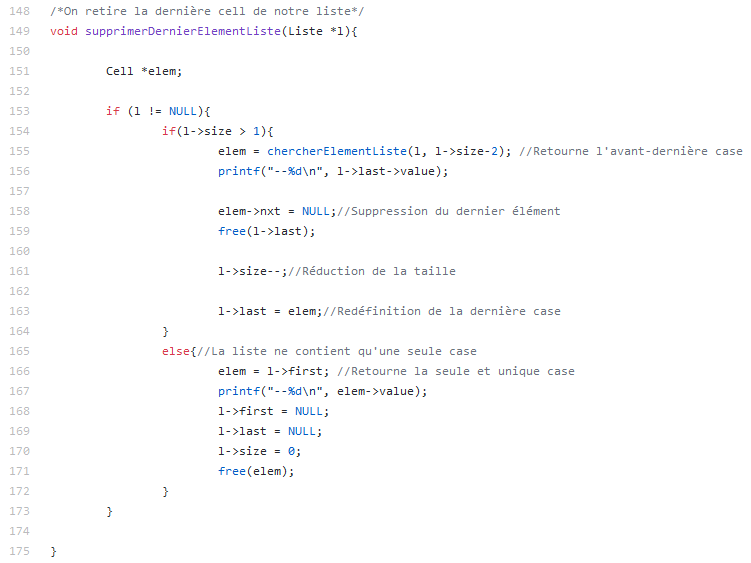 148 /*On retire la dernière cell de notre liste*/
149 void supprimerDernierElementListe(Liste *l){
150
151 Cell *elem;
152
153 if (l != NULL){
154 if(l->size > 1){
155 elem = chercherElementListe(l, l->size-2); //Retourne l'avant-dernière case
156 printf("--%d\n", l->last->value);
157
158 elem->nxt = NULL;//Suppression du dernier élément
159 free(l->last);
160
161 l->size--;//Réduction de la taille
162
163 l->last = elem;//Redéfinition de la dernière case
164 }
165 else{//La liste ne contient qu'une seule case
166 elem = l->first; //Retourne la seule et unique case
167 printf("--%d\n", elem->value);
168 l->first = NULL;
169 l->last = NULL;
170 l->size = 0;
171 free(elem);
172 }
173 }
174
175 }